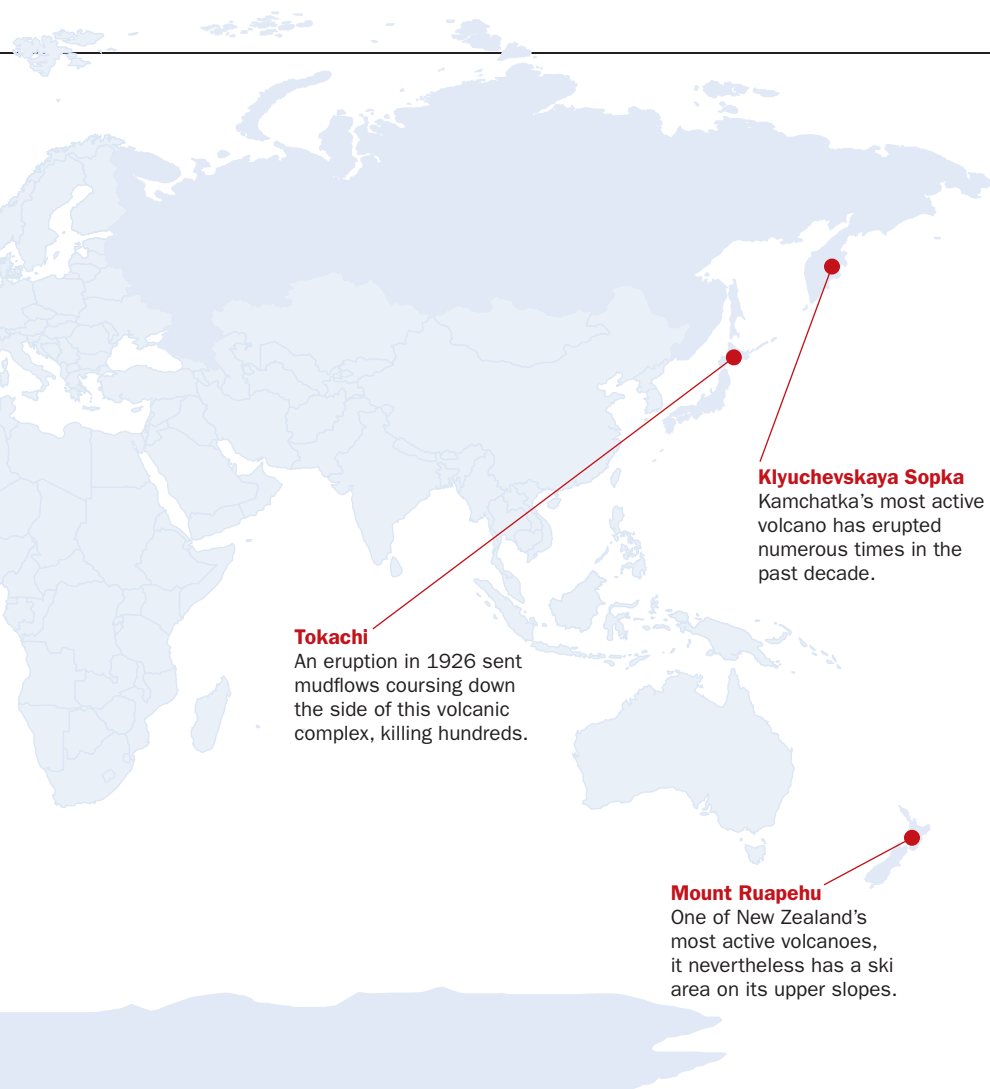 Klyuchevskaya Sopka
Kamchatka’s most active
volcano has erupted
numerous times in the
past decade.
Tokachi
An eruption in 1926 sent
mudflows coursing down
the side of this volcanic
complex, killing hundreds.
Mount Ruapehu
One of New Zealand’s
most active volcanoes,
it nevertheless has a ski
area on its upper slopes.